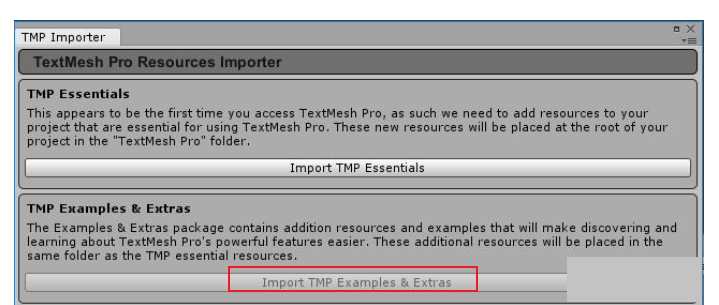 TMP Importer
TextMesh Pro Resources Importer
TMP Essentials
This appears to be the first time you access TextMesh Pro, as such we need to add resources to your
project that are essential for using TextMesh Pro. These new resources will be placed at the root of your
project in the "TextMesh Pro" folder.
Import TMP Essentials
TMP Examples & Extras
The Examples & Extras package contains addition resources and examples that will make discovering and
learning about TextMesh Pro's powerful features easier. These additional resources will be placed in the
same folder as the TMP essential resources.
Import TMP Examples & Extras